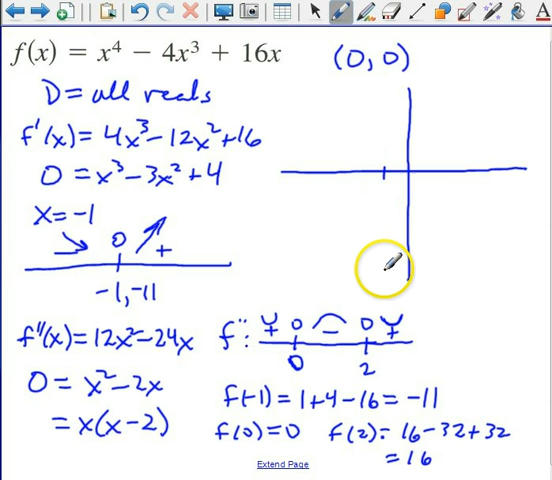 f(x) = x⁴ − 4x³ + 16x
(0, 0)
D = all reals
f'(x) = 4x³ − 12x² + 16
0 = x³ − 3x² + 4
x = −1
0 +
−1, −11
f''(x) = 12x² − 24x
f'': + 0 − 0 +
0 2
0 = x² − 2x
= x(x − 2)
f(−1) = 1 + 4 − 16 = −11
f(0) = 0 f(2) = 16 − 32 + 32
= 16
Extend Page
A